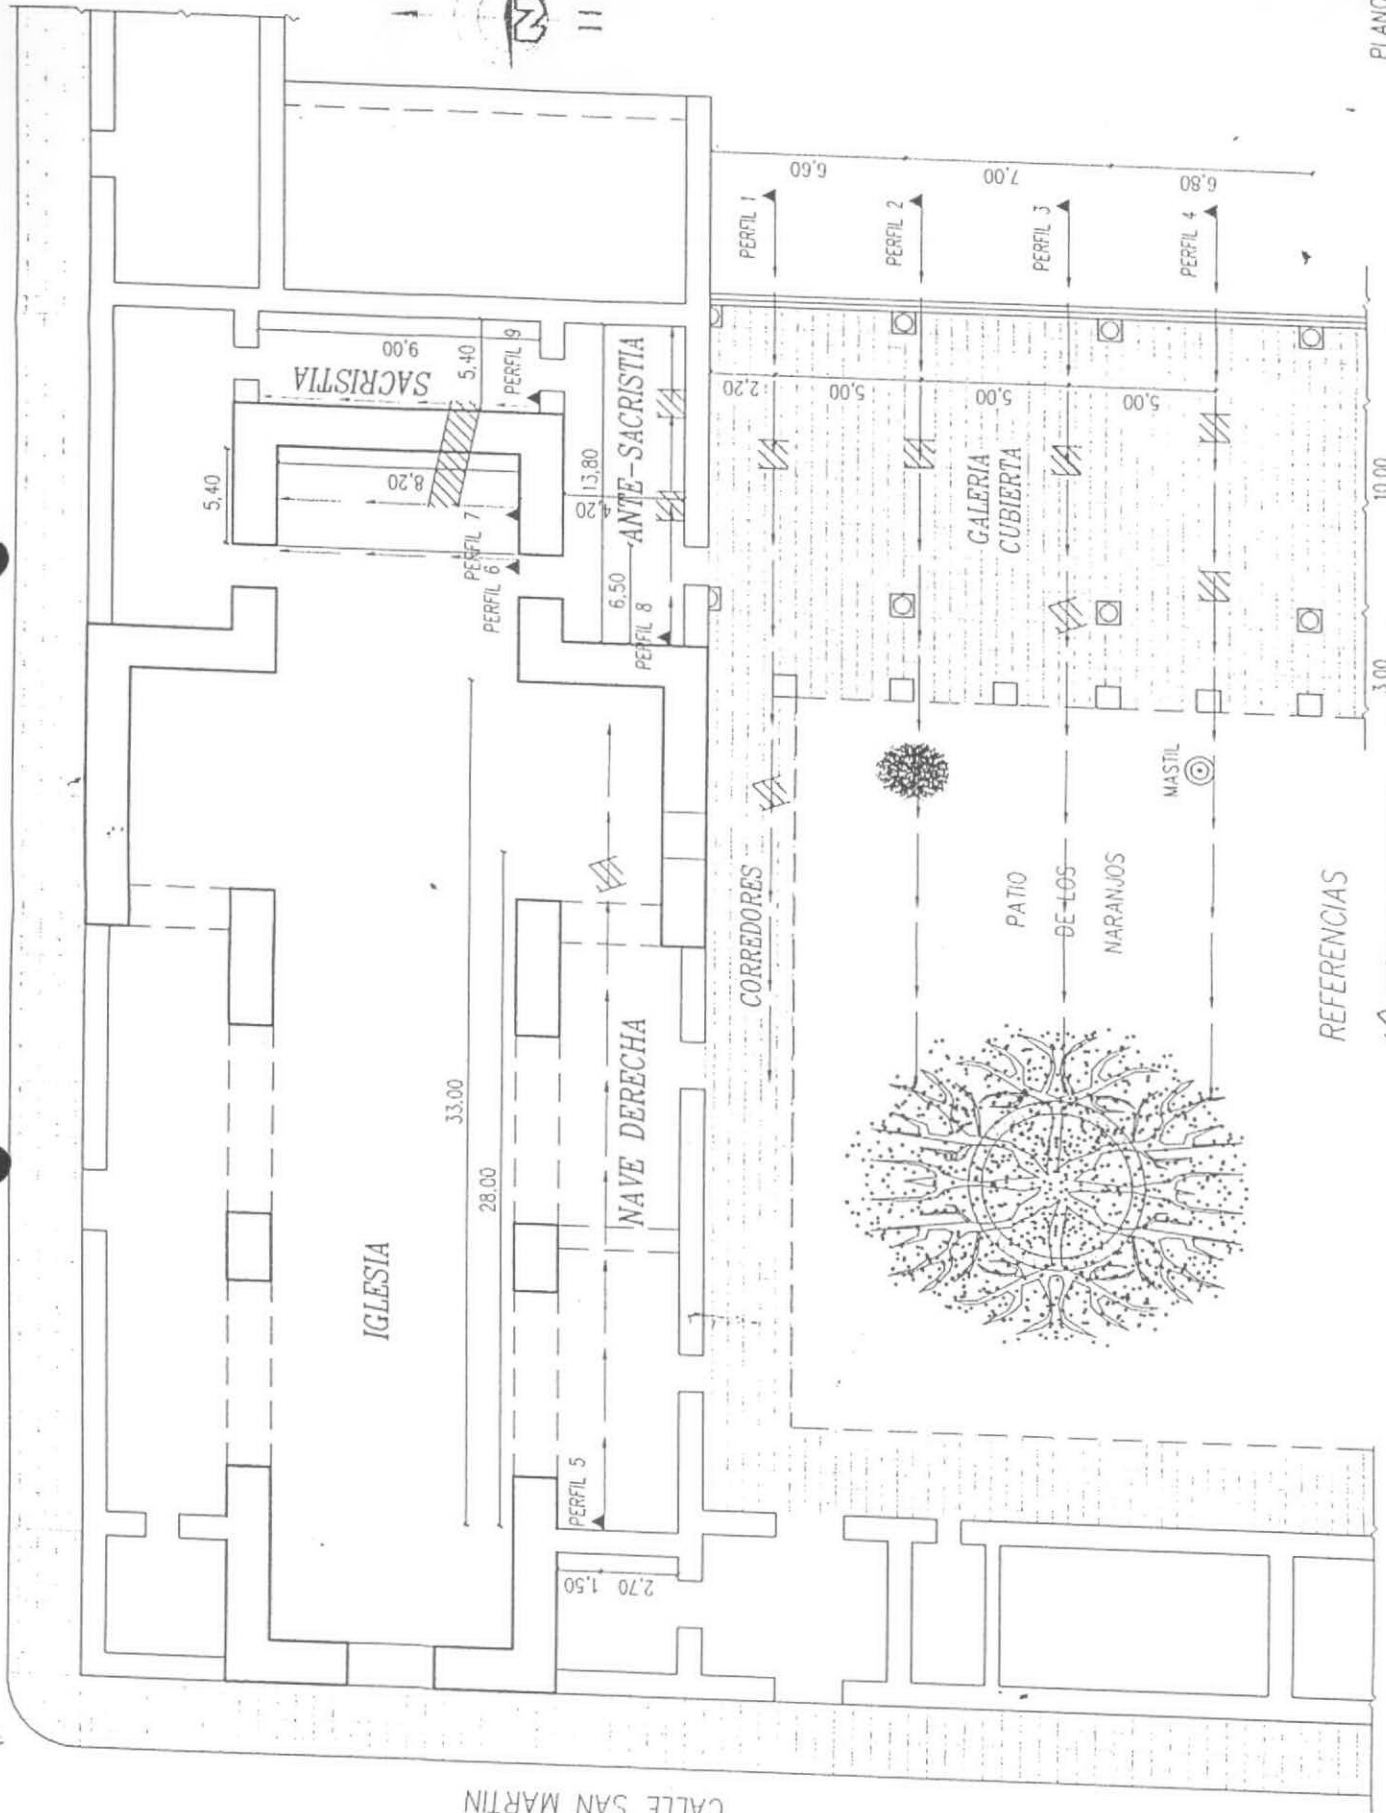 N
PLANO
6,60
7,00
6,80
PERFIL 1
PERFIL 2
PERFIL 3
PERFIL 4
9,00
SACRISTIA
5,40
PERFIL 9
ANTE-SACRISTIA
13,80
4,20
6,50
PERFIL 8
5,40
8,20
PERFIL 7
PERFIL 6
2,20
5,00
5,00
5,00
GALERIA
CUBIERTA
10,00
3,00
MASTIL
PATIO
DE LOS
NARANJOS
CORREDORES
REFERENCIAS
33.00
28.00
NAVE DERECHA
IGLESIA
PERFIL 5
1,50
2,70
CALLE SAN MARTIN